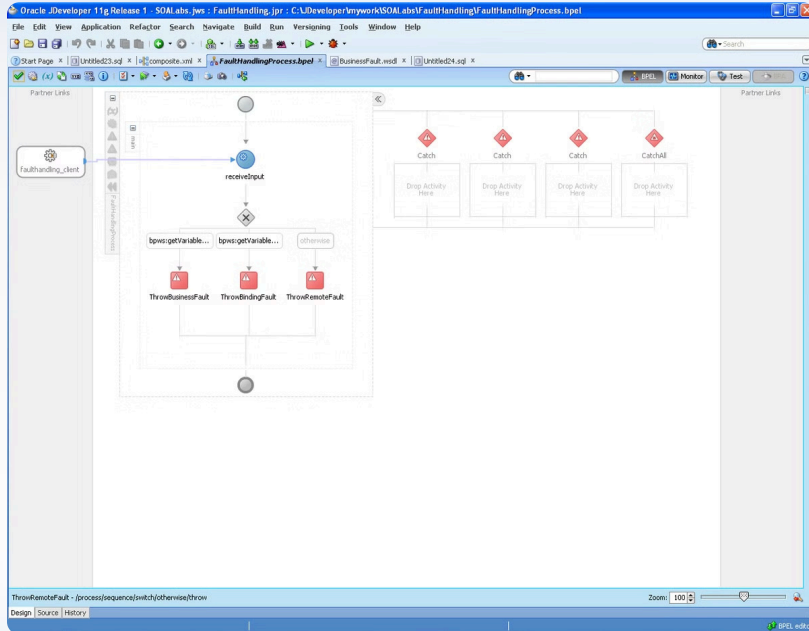 Oracle JDeveloper 11g Release 1 - SOALabs.jws : FaultHandling.jpr : C:\JDeveloper\mywork\SOALabs\FaultHandling\FaultHandlingProcess.bpel
File Edit View Application Refactor Search Navigate Build Run Versioning Tools Window Help
Search
Start Page Untitled23.sql composite.xml FaultHandlingProcess.bpel BusinessFault.wsdl Untitled24.sql
BPEL Monitor Test
Partner Links Partner Links
main
faulthandling_client
receiveInput
FaultHandlingProcess
Catch Catch Catch CatchAll
Drop Activity Here Drop Activity Here Drop Activity Here Drop Activity Here
bpws:getVariable... bpws:getVariable... otherwise
ThrowBusinessFault ThrowBindingFault ThrowRemoteFault
ThrowRemoteFault - /process/sequence/switch/otherwise/throw
Zoom: 100
Design Source History